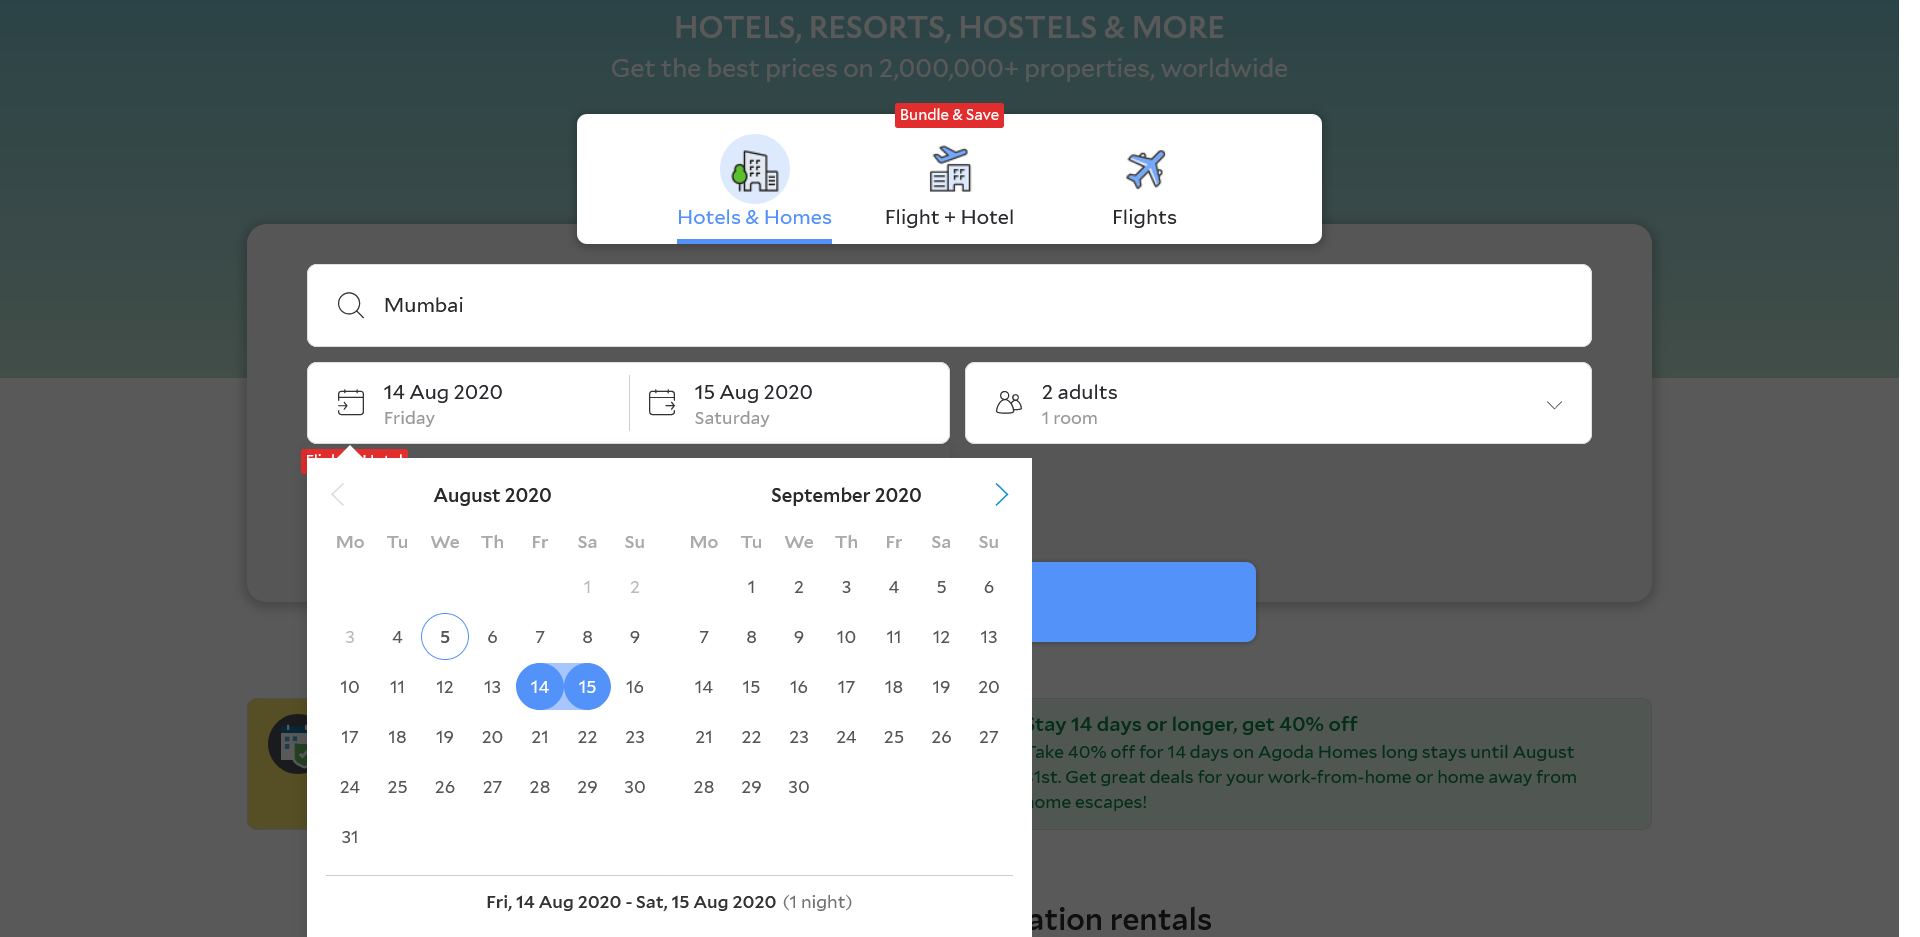 HOTELS, RESORTS, HOSTELS & MORE
Get the best prices on 2,000,000+ properties, worldwide
Bundle & Save
Hotels & Homes
Flight + Hotel
Flights
Mumbai
14 Aug 2020
Friday
15 Aug 2020
Saturday
2 adults
1 room
August 2020
September 2020
Mo Tu We Th Fr Sa Su
1 2
3 4 5 6 7 8 9
10 11 12 13 14 15 16
17 18 19 20 21 22 23
24 25 26 27 28 29 30
31
Mo Tu We Th Fr Sa Su
1 2 3 4 5 6
7 8 9 10 11 12 13
14 15 16 17 18 19 20
21 22 23 24 25 26 27
28 29 30
Fri, 14 Aug 2020 - Sat, 15 Aug 2020 (1 night)
Stay 14 days or longer, get 40% off
Take 40% off for 14 days on Agoda Homes long stays until August
1st. Get great deals for your work-from-home or home away from
home escapes!
ation rentals